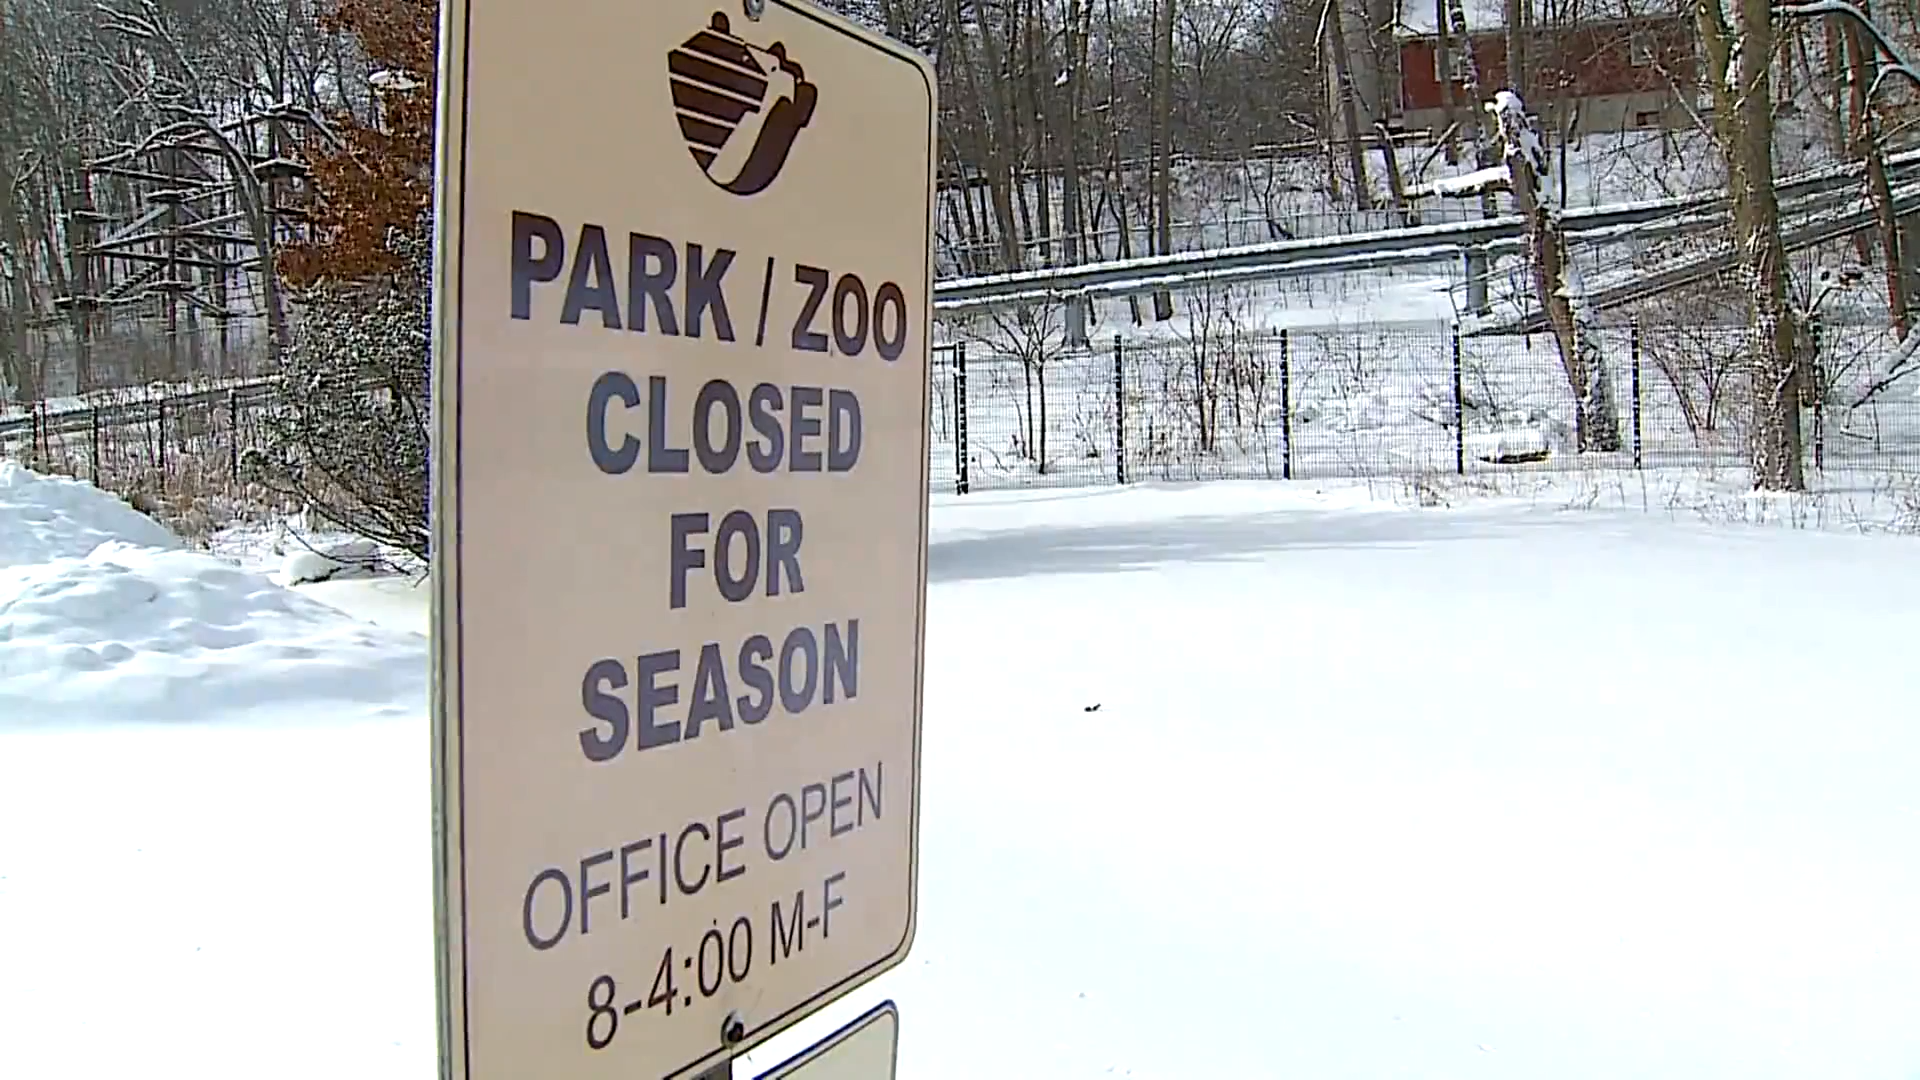 PARK / ZOO
CLOSED
FOR
SEASON
OFFICE OPEN
8-4:00 M-F